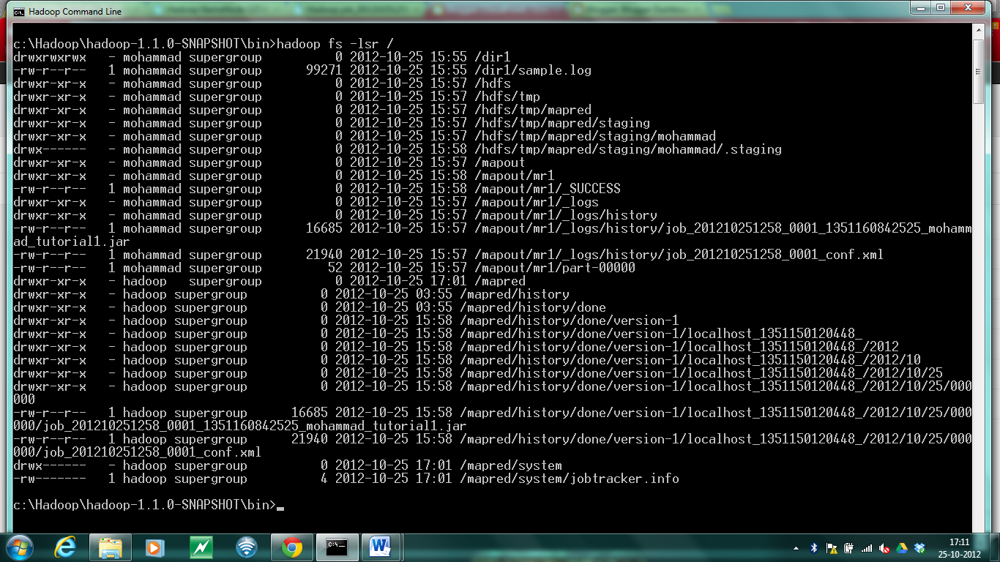 Hadoop Command Line
c:\Hadoop\hadoop-1.1.0-SNAPSHOT\bin>hadoop fs -lsr /
drwxrwxrwx   - mohammad supergroup          0 2012-10-25 15:55 /dir1
-rw-r--r--   1 mohammad supergroup      99271 2012-10-25 15:55 /dir1/sample.log
drwxr-xr-x   - mohammad supergroup          0 2012-10-25 15:57 /hdfs
drwxr-xr-x   - mohammad supergroup          0 2012-10-25 15:57 /hdfs/tmp
drwxr-xr-x   - mohammad supergroup          0 2012-10-25 15:57 /hdfs/tmp/mapred
drwxr-xr-x   - mohammad supergroup          0 2012-10-25 15:57 /hdfs/tmp/mapred/staging
drwxr-xr-x   - mohammad supergroup          0 2012-10-25 15:57 /hdfs/tmp/mapred/staging/mohammad
drwx------   - mohammad supergroup          0 2012-10-25 15:58 /hdfs/tmp/mapred/staging/mohammad/.staging
drwxr-xr-x   - mohammad supergroup          0 2012-10-25 15:57 /mapout
drwxr-xr-x   - mohammad supergroup          0 2012-10-25 15:58 /mapout/mr1
-rw-r--r--   1 mohammad supergroup          0 2012-10-25 15:58 /mapout/mr1/_SUCCESS
drwxr-xr-x   - mohammad supergroup          0 2012-10-25 15:57 /mapout/mr1/_logs
drwxr-xr-x   - mohammad supergroup          0 2012-10-25 15:57 /mapout/mr1/_logs/history
-rw-r--r--   1 mohammad supergroup      16685 2012-10-25 15:57 /mapout/mr1/_logs/history/job_201210251258_0001_1351160842525_mohamm
ad_tutorial1.jar
-rw-r--r--   1 mohammad supergroup      21940 2012-10-25 15:57 /mapout/mr1/_logs/history/job_201210251258_0001_conf.xml
-rw-r--r--   1 mohammad supergroup         52 2012-10-25 15:57 /mapout/mr1/part-00000
drwxr-xr-x   - hadoop   supergroup          0 2012-10-25 17:01 /mapred
drwxr-xr-x   - hadoop supergroup          0 2012-10-25 03:55 /mapred/history
drwxr-xr-x   - hadoop supergroup          0 2012-10-25 03:55 /mapred/history/done
drwxr-xr-x   - hadoop supergroup          0 2012-10-25 15:58 /mapred/history/done/version-1
drwxr-xr-x   - hadoop supergroup          0 2012-10-25 15:58 /mapred/history/done/version-1/localhost_1351150120448_
drwxr-xr-x   - hadoop supergroup          0 2012-10-25 15:58 /mapred/history/done/version-1/localhost_1351150120448_/2012
drwxr-xr-x   - hadoop supergroup          0 2012-10-25 15:58 /mapred/history/done/version-1/localhost_1351150120448_/2012/10
drwxr-xr-x   - hadoop supergroup          0 2012-10-25 15:58 /mapred/history/done/version-1/localhost_1351150120448_/2012/10/25
drwxr-xr-x   - hadoop supergroup          0 2012-10-25 15:58 /mapred/history/done/version-1/localhost_1351150120448_/2012/10/25/000
000
-rw-r--r--   1 hadoop supergroup      16685 2012-10-25 15:58 /mapred/history/done/version-1/localhost_1351150120448_/2012/10/25/000
000/job_201210251258_0001_1351160842525_mohammad_tutorial1.jar
-rw-r--r--   1 hadoop supergroup      21940 2012-10-25 15:58 /mapred/history/done/version-1/localhost_1351150120448_/2012/10/25/000
000/job_201210251258_0001_conf.xml
drwx------   - hadoop supergroup          0 2012-10-25 17:01 /mapred/system
-rw-------   1 hadoop supergroup          4 2012-10-25 17:01 /mapred/system/jobtracker.info
c:\Hadoop\hadoop-1.1.0-SNAPSHOT\bin>_
17:11
25-10-2012